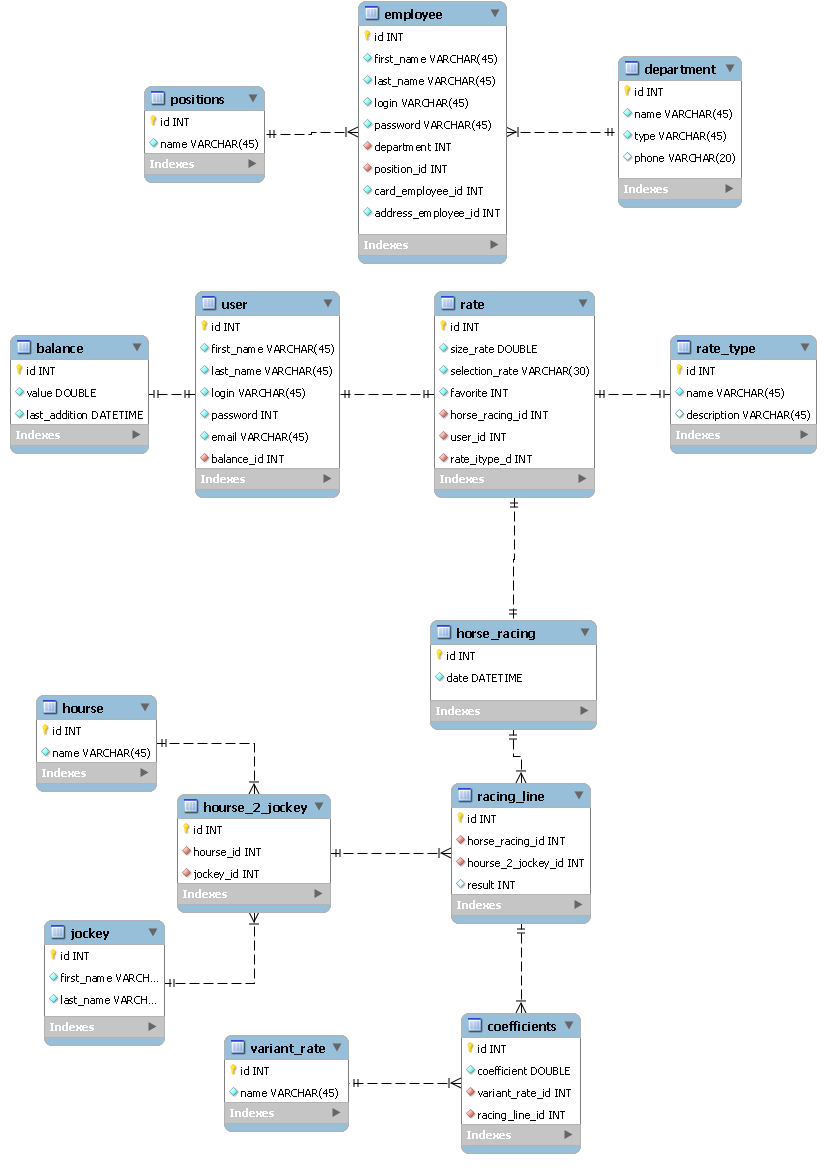 employee
id INT
first_name VARCHAR(45)
last_name VARCHAR(45)
login VARCHAR(45)
password VARCHAR(45)
department INT
position_id INT
card_employee_id INT
address_employee_id INT
Indexes
positions
id INT
name VARCHAR(45)
Indexes
department
id INT
name VARCHAR(45)
type VARCHAR(45)
phone VARCHAR(20)
Indexes
balance
id INT
value DOUBLE
last_addition DATETIME
Indexes
user
id INT
first_name VARCHAR(45)
last_name VARCHAR(45)
login VARCHAR(45)
password INT
email VARCHAR(45)
balance_id INT
Indexes
rate
id INT
size_rate DOUBLE
selection_rate VARCHAR(30)
favorite INT
horse_racing_id INT
user_id INT
rate_itype_d INT
Indexes
rate_type
id INT
name VARCHAR(45)
description VARCHAR(45)
Indexes
horse_racing
id INT
date DATETIME
Indexes
hourse
id INT
name VARCHAR(45)
Indexes
hourse_2_jockey
id INT
hourse_id INT
jockey_id INT
Indexes
racing_line
id INT
horse_racing_id INT
hourse_2_jockey_id INT
result INT
Indexes
jockey
id INT
first_name VARCH...
last_name VARCH...
Indexes
variant_rate
id INT
name VARCHAR(45)
Indexes
coefficients
id INT
coefficient DOUBLE
variant_rate_id INT
racing_line_id INT
Indexes